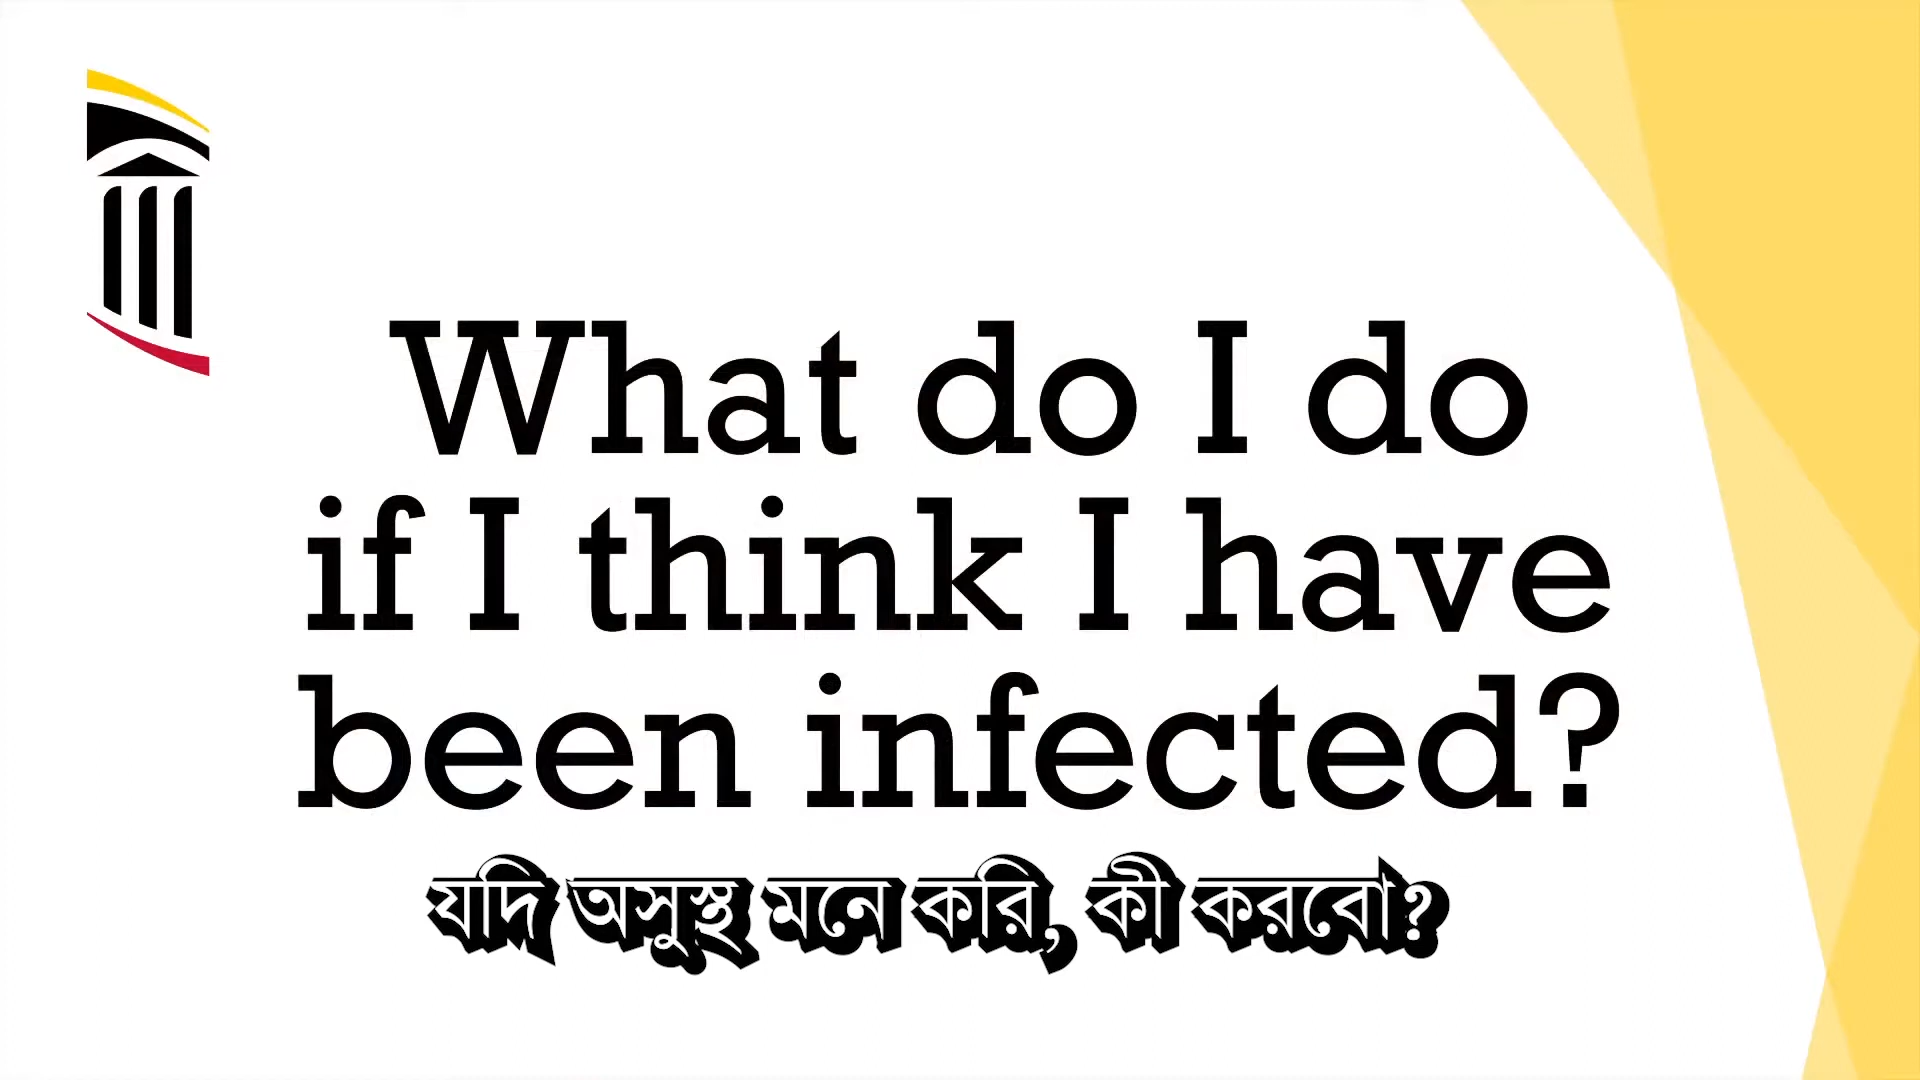 What do I do
if I think I have
been infected?
যদি অসুস্থ মনে করি, কী করবো?